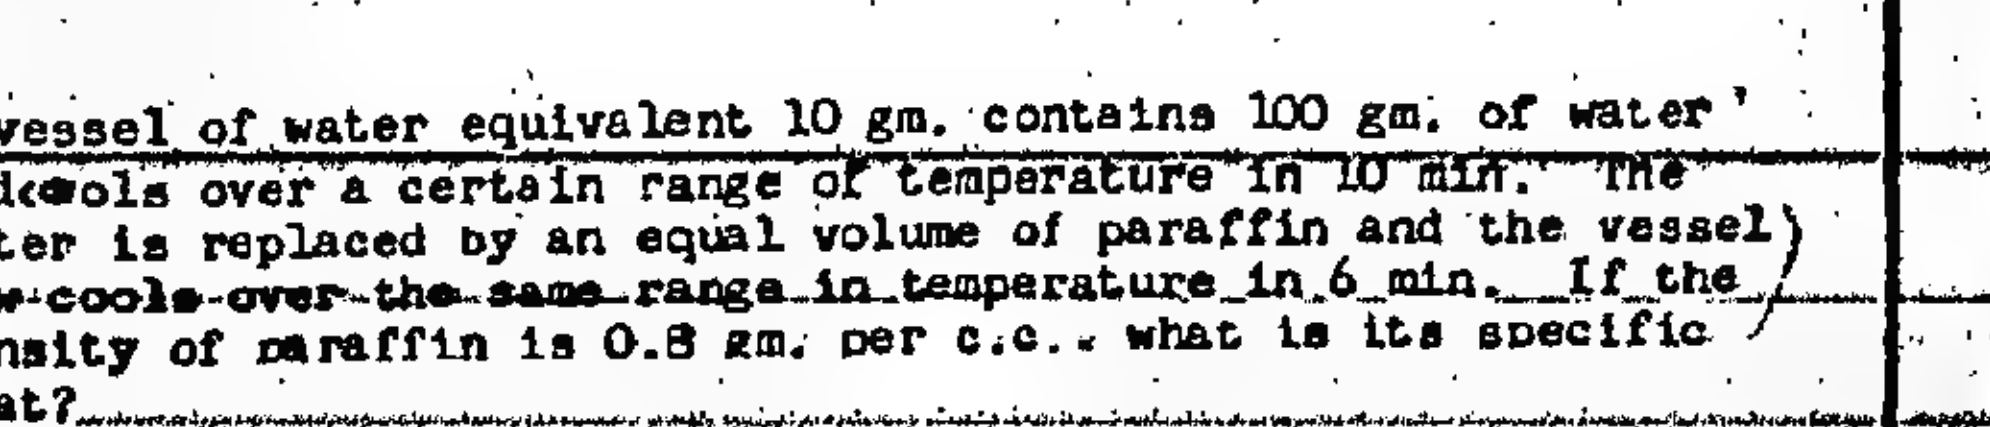 vessel of water equivalent 10 gm. contains 100 gm. of water
cools over a certain range of temperature in 10 min. The
ter is replaced by an equal volume of paraffin and the vessel)
cools over the same range in temperature in 6 min. If the
nsity of paraffin is 0.8 gm. per c.c.. what is its specific
at?